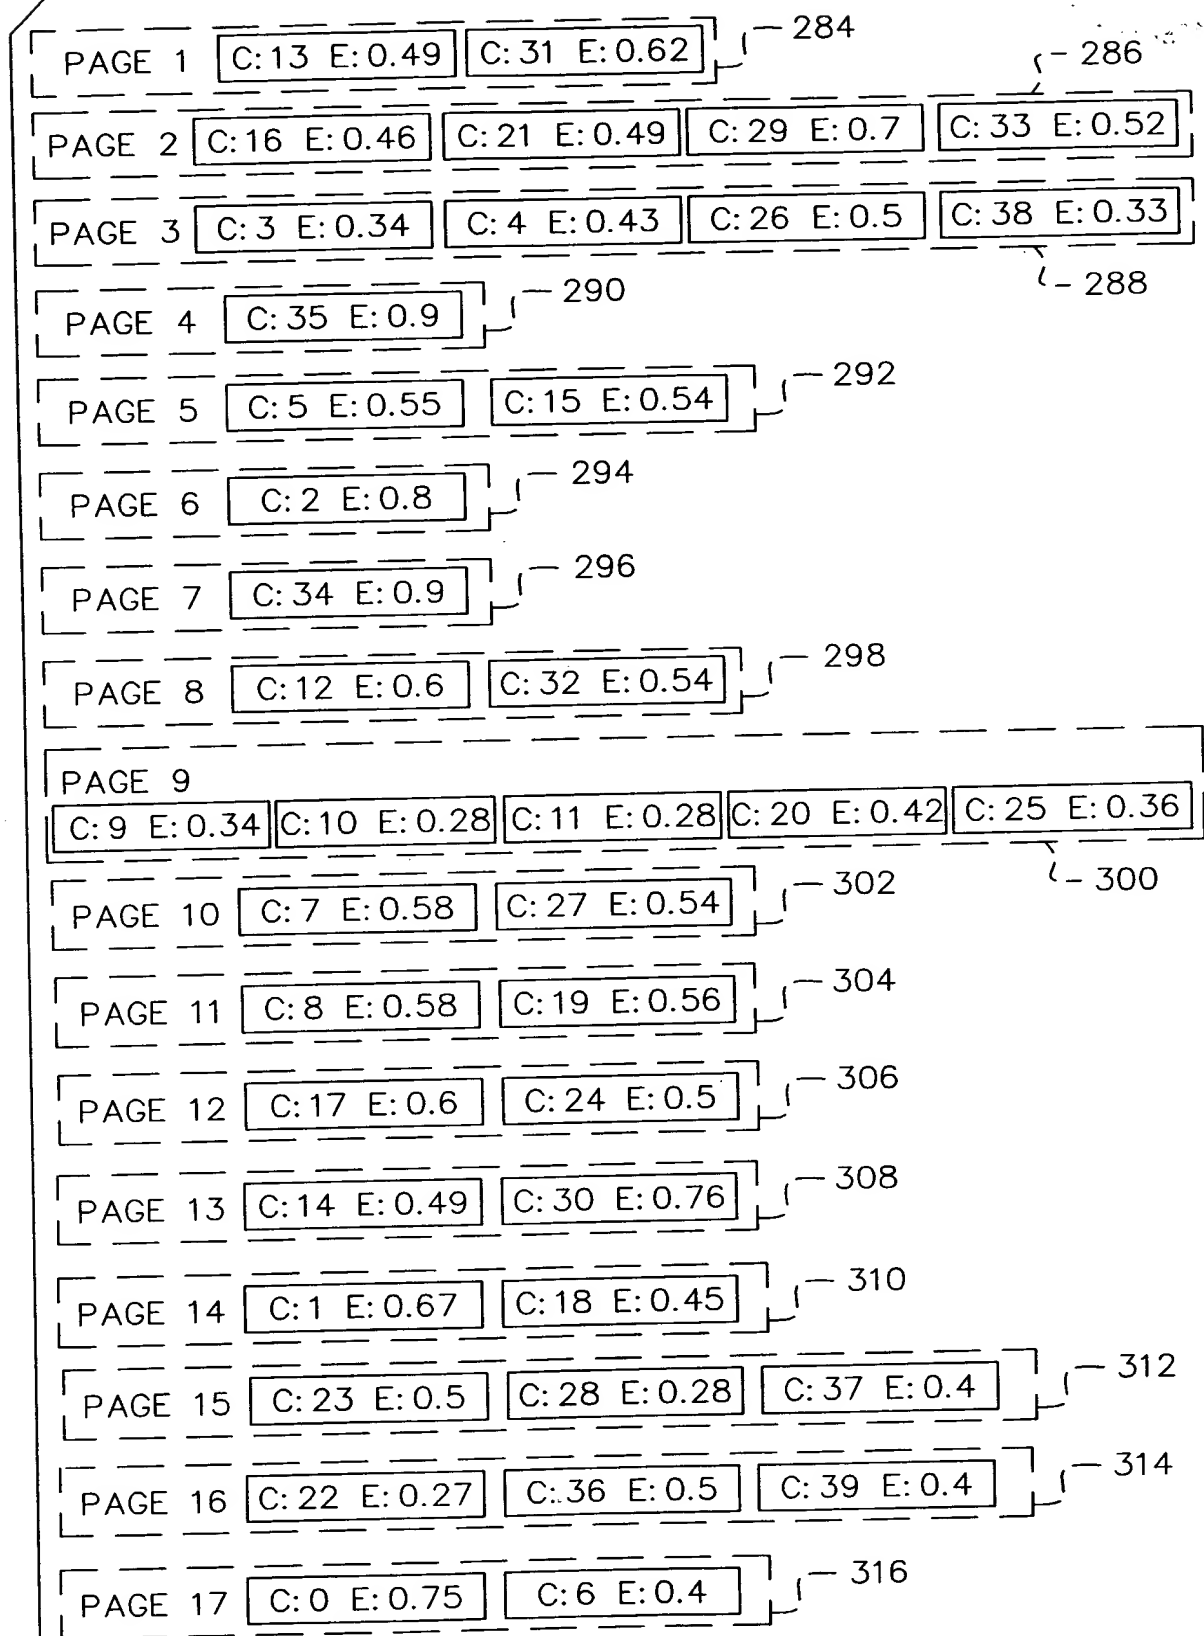 PAGE 1 C: 13 E: 0.49 C: 31 E: 0.62 284
286
PAGE 2 C: 16 E: 0.46 C: 21 E: 0.49 C: 29 E: 0.7 C: 33 E: 0.52
PAGE 3 C: 3 E: 0.34 C: 4 E: 0.43 C: 26 E: 0.5 C: 38 E: 0.33
288
PAGE 4 C: 35 E: 0.9 290
PAGE 5 C: 5 E: 0.55 C: 15 E: 0.54 292
PAGE 6 C: 2 E: 0.8 294
PAGE 7 C: 34 E: 0.9 296
PAGE 8 C: 12 E: 0.6 C: 32 E: 0.54 298
PAGE 9
C: 9 E: 0.34 C: 10 E: 0.28 C: 11 E: 0.28 C: 20 E: 0.42 C: 25 E: 0.36
300
PAGE 10 C: 7 E: 0.58 C: 27 E: 0.54 302
PAGE 11 C: 8 E: 0.58 C: 19 E: 0.56 304
PAGE 12 C: 17 E: 0.6 C: 24 E: 0.5 306
PAGE 13 C: 14 E: 0.49 C: 30 E: 0.76 308
PAGE 14 C: 1 E: 0.67 C: 18 E: 0.45 310
PAGE 15 C: 23 E: 0.5 C: 28 E: 0.28 C: 37 E: 0.4 312
PAGE 16 C: 22 E: 0.27 C: 36 E: 0.5 C: 39 E: 0.4 314
PAGE 17 C: 0 E: 0.75 C: 6 E: 0.4 316